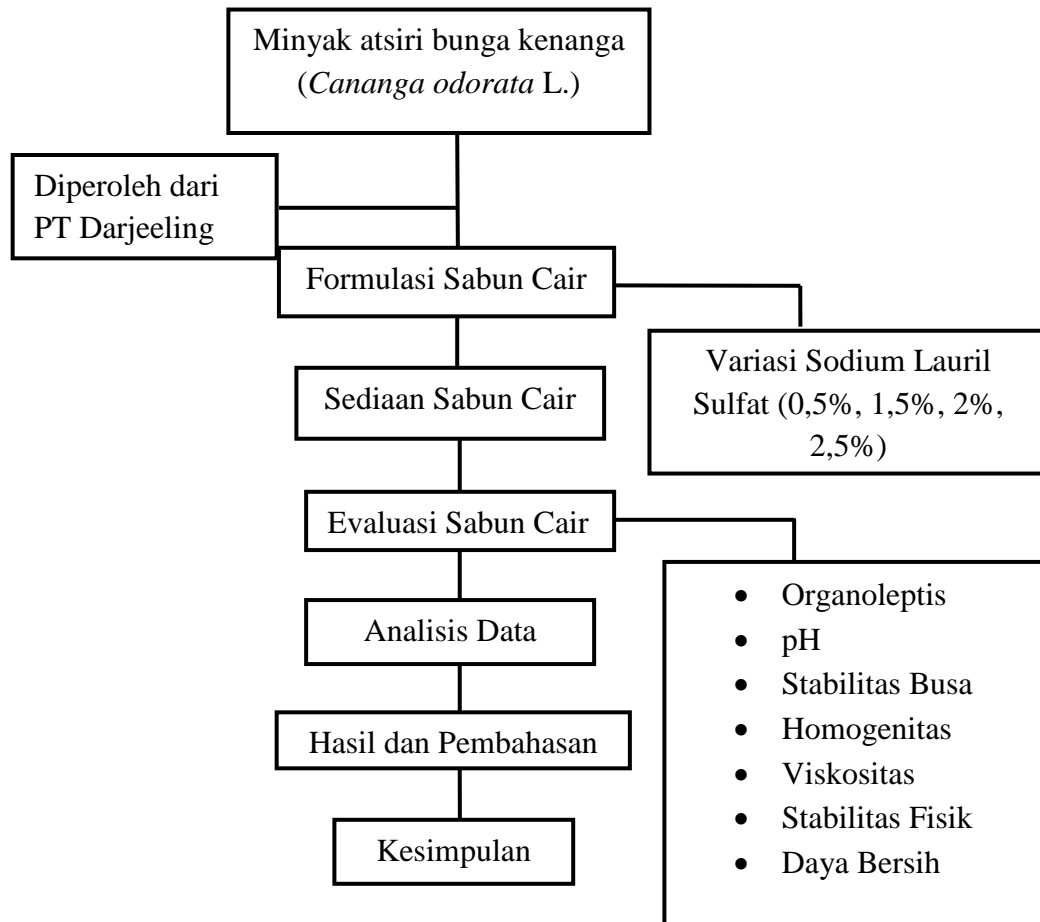 Minyak atsiri bunga kenanga
(Cananga odorata L.)
Diperoleh dari
PT Darjeeling
Formulasi Sabun Cair
Variasi Sodium Lauril
Sulfat (0,5%, 1,5%, 2%,
2,5%)
Sediaan Sabun Cair
Evaluasi Sabun Cair
• Organoleptis
• pH
• Stabilitas Busa
• Homogenitas
• Viskositas
• Stabilitas Fisik
• Daya Bersih
Analisis Data
Hasil dan Pembahasan
Kesimpulan